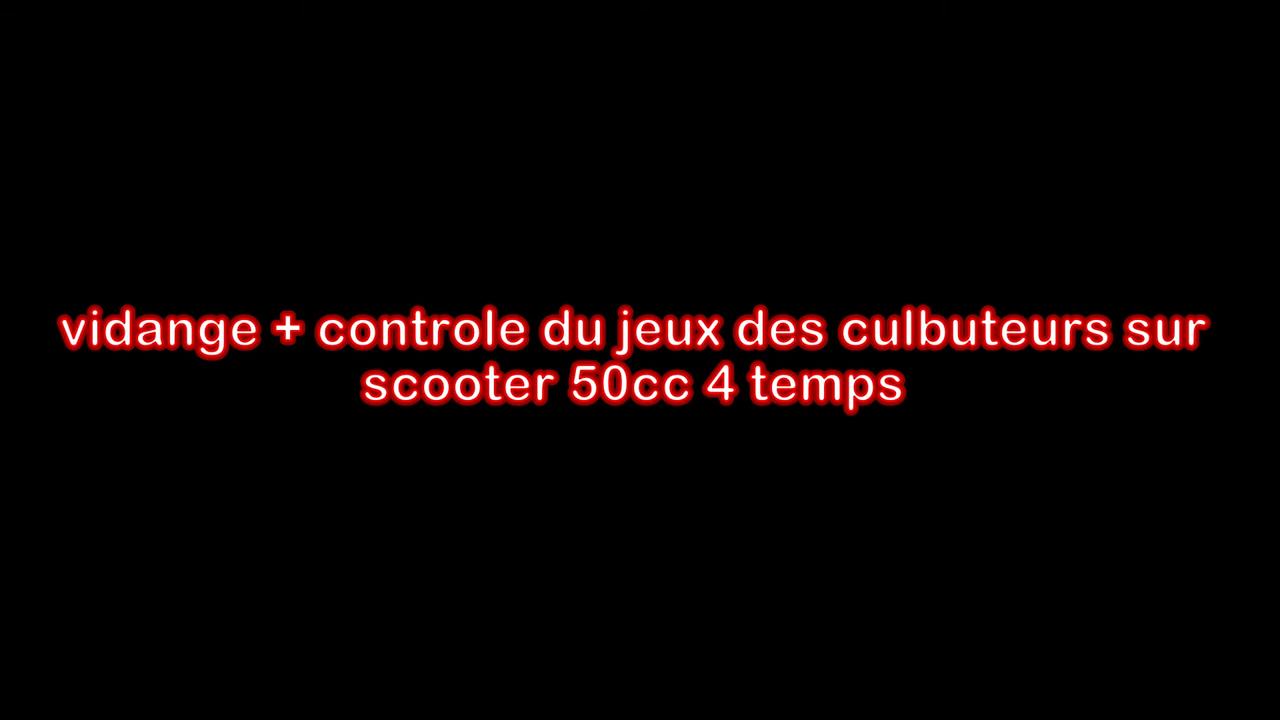 vidange + controle du jeux des culbuteurs sur
scooter 50cc 4 temps